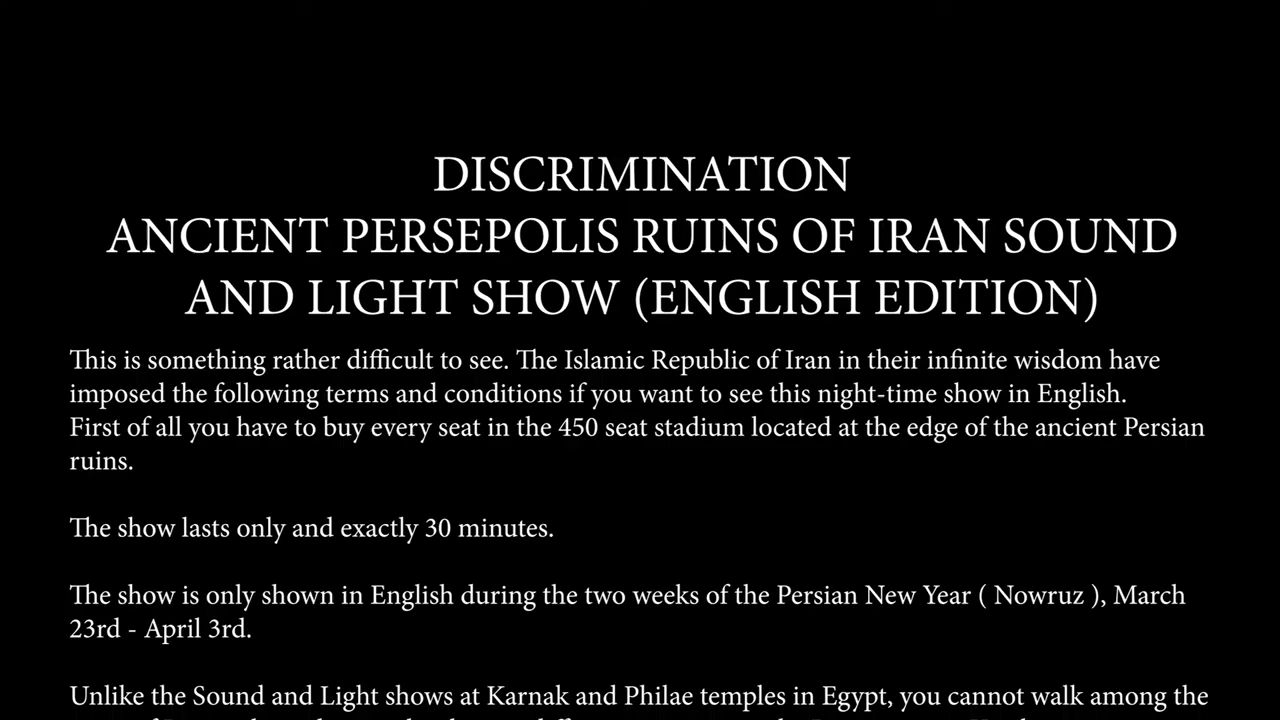 DISCRIMINATION
ANCIENT PERSEPOLIS RUINS OF IRAN SOUND
AND LIGHT SHOW (ENGLISH EDITION)
This is something rather difficult to see. The Islamic Republic of Iran in their infinite wisdom have
imposed the following terms and conditions if you want to see this night-time show in English.
First of all you have to buy every seat in the 450 seat stadium located at the edge of the ancient Persian
ruins.
The show lasts only and exactly 30 minutes.
The show is only shown in English during the two weeks of the Persian New Year ( Nowruz ), March
23rd - April 3rd.
Unlike the Sound and Light shows at Karnak and Philae temples in Egypt, you cannot walk among the